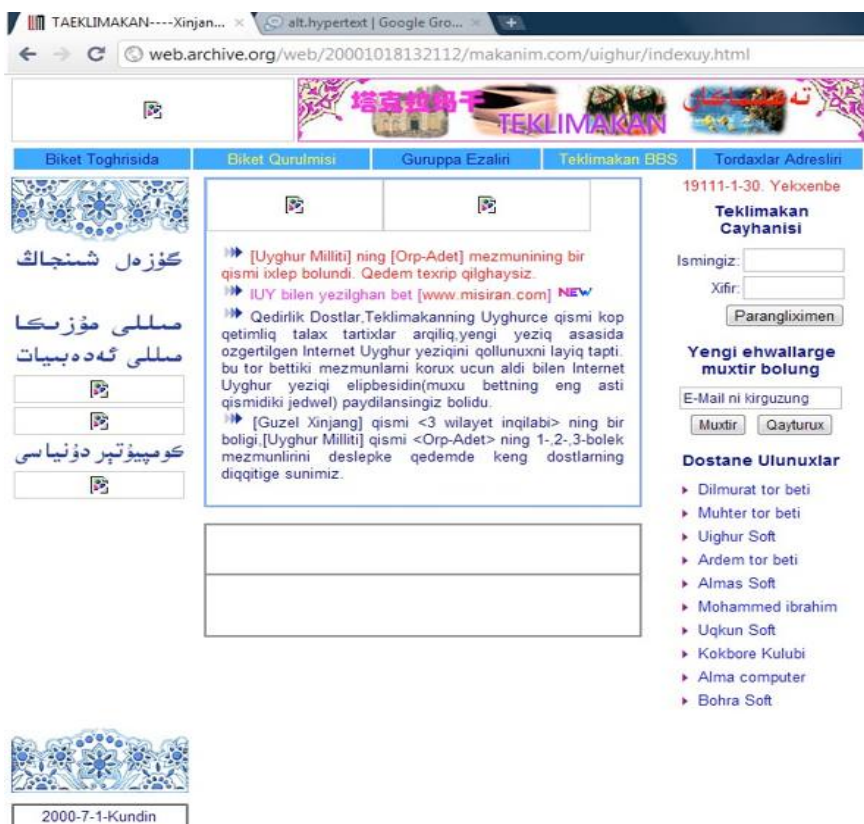 TAEKLIMAKAN----Xinjan...
alt.hypertext | Google Gro...
web.archive.org/web/20001018132112/makanim.com/uighur/indexuy.html
塔克拉玛干
TEKLIMAKAN
Biket Toghrisida
Biket Qurulmisi
Guruppa Ezaliri
Teklimakan BBS
Tordaxlar Adresliri
گۈزەل شىنجاڭ
مىللى مۇزىكا
مىللى ئەدەبىيات
كومپيۇتېر دۇنياسى
[Uyghur Milliti] ning [Orp-Adet] mezmunining bir
qismi ixlep bolundi. Qedem texrip qilghaysiz.
IUY bilen yezilghan bet [www.misiran.com] NEW
Qedirlik Dostlar,Teklimakanning Uyghurce qismi kop
qetimliq talax tartixlar arqiliq,yengi yeziq asasida
ozgertilgen Internet Uyghur yeziqini qollunuxni layiq tapti.
bu tor bettiki mezmunlarni korux ucun aldi bilen Internet
Uyghur yeziqi elipbesidin(muxu bettning eng asti
qismidiki jedwel) paydilansingiz bolidu.
[Guzel Xinjang] qismi <3 wilayet inqilabi> ning bir
boligi,[Uyghur Milliti] qismi <Orp-Adet> ning 1-,2-,3-bolek
mezmunlirini deslepke qedemde keng dostlarning
diqqitige sunimiz.
19111-1-30. Yekxenbe
Teklimakan
Cayhanisi
Ismingiz:
Xifir:
Parangliximen
Yengi ehwallarge
muxtir bolung
E-Mail ni kirguzung
Muxtir
Qayturux
Dostane Ulunuxlar
Dilmurat tor beti
Muhter tor beti
Uighur Soft
Ardem tor beti
Almas Soft
Mohammed ibrahim
Uqkun Soft
Kokbore Kulubi
Alma computer
Bohra Soft
2000-7-1-Kundin